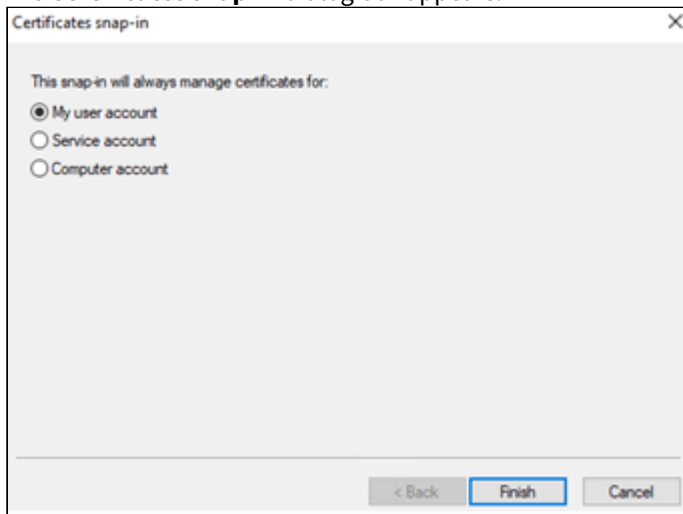 Certificates snap-in
This snap-in will always manage certificates for:
My user account
Service account
Computer account
< Back Finish Cancel